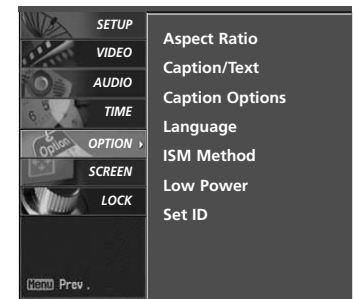 SETUP
VIDEO
AUDIO
TIME
OPTION
SCREEN
LOCK
Menu Prev.
Aspect Ratio
Caption/Text
Caption Options
Language
ISM Method
Low Power
Set ID
Option